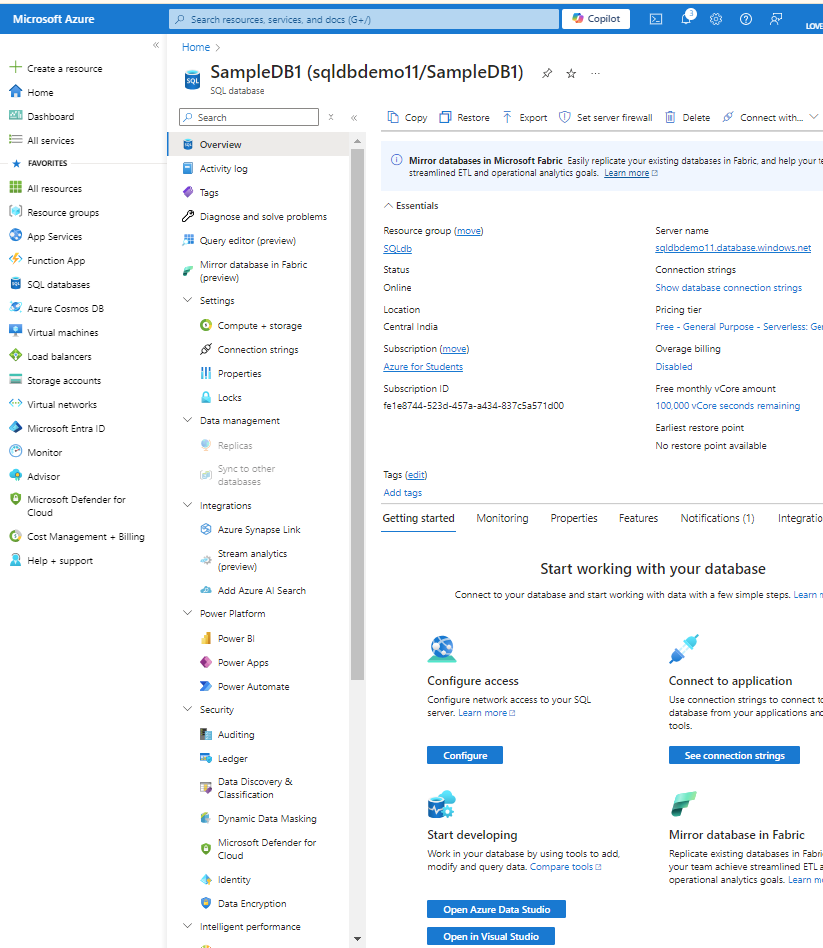 Microsoft Azure
Search resources, services, and docs (G+/)
Copilot
3
LOVE
Create a resource
Home
Dashboard
All services
FAVORITES
All resources
Resource groups
App Services
Function App
SQL databases
Azure Cosmos DB
Virtual machines
Load balancers
Storage accounts
Virtual networks
Microsoft Entra ID
Monitor
Advisor
Microsoft Defender for
Cloud
Cost Management + Billing
Help + support
Home
SQL
SampleDB1 (sqldbdemo11/SampleDB1)
SQL database
Search
Overview
Activity log
Tags
Diagnose and solve problems
Query editor (preview)
Mirror database in Fabric
(preview)
Settings
Compute + storage
Connection strings
Properties
Locks
Data management
Replicas
Sync to other
databases
Integrations
Azure Synapse Link
Stream analytics
(preview)
Add Azure AI Search
Power Platform
Power BI
Power Apps
Power Automate
Security
Auditing
Ledger
Data Discovery &
Classification
Dynamic Data Masking
Microsoft Defender for
Cloud
Identity
Data Encryption
Intelligent performance
Copy Restore Export Set server firewall Delete Connect with...
Mirror databases in Microsoft Fabric Easily replicate your existing databases in Fabric, and help your te
streamlined ETL and operational analytics goals. Learn more
Essentials
Resource group (move)
SQLdb
Status
Online
Location
Central India
Subscription (move)
Azure for Students
Subscription ID
fe1e8744-523d-457a-a434-837c5a571d00
Server name
sqldbdemo11.database.windows.net
Connection strings
Show database connection strings
Pricing tier
Free - General Purpose - Serverless: Ge
Overage billing
Disabled
Free monthly vCore amount
100,000 vCore seconds remaining
Earliest restore point
No restore point available
Tags (edit)
Add tags
Getting started Monitoring Properties Features Notifications (1) Integratio
Start working with your database
Connect to your database and start working with data with a few simple steps. Learn m
Configure access
Configure network access to your SQL
server. Learn more
Configure
Connect to application
Use connection strings to connect to
database from your applications and
tools.
See connection strings
Start developing
Work in your database by using tools to add,
modify and query data. Compare tools
Open Azure Data Studio
Open in Visual Studio
Mirror database in Fabric
Replicate existing databases in Fabri
your team achieve streamlined ETL a
operational analytics goals. Learn mo